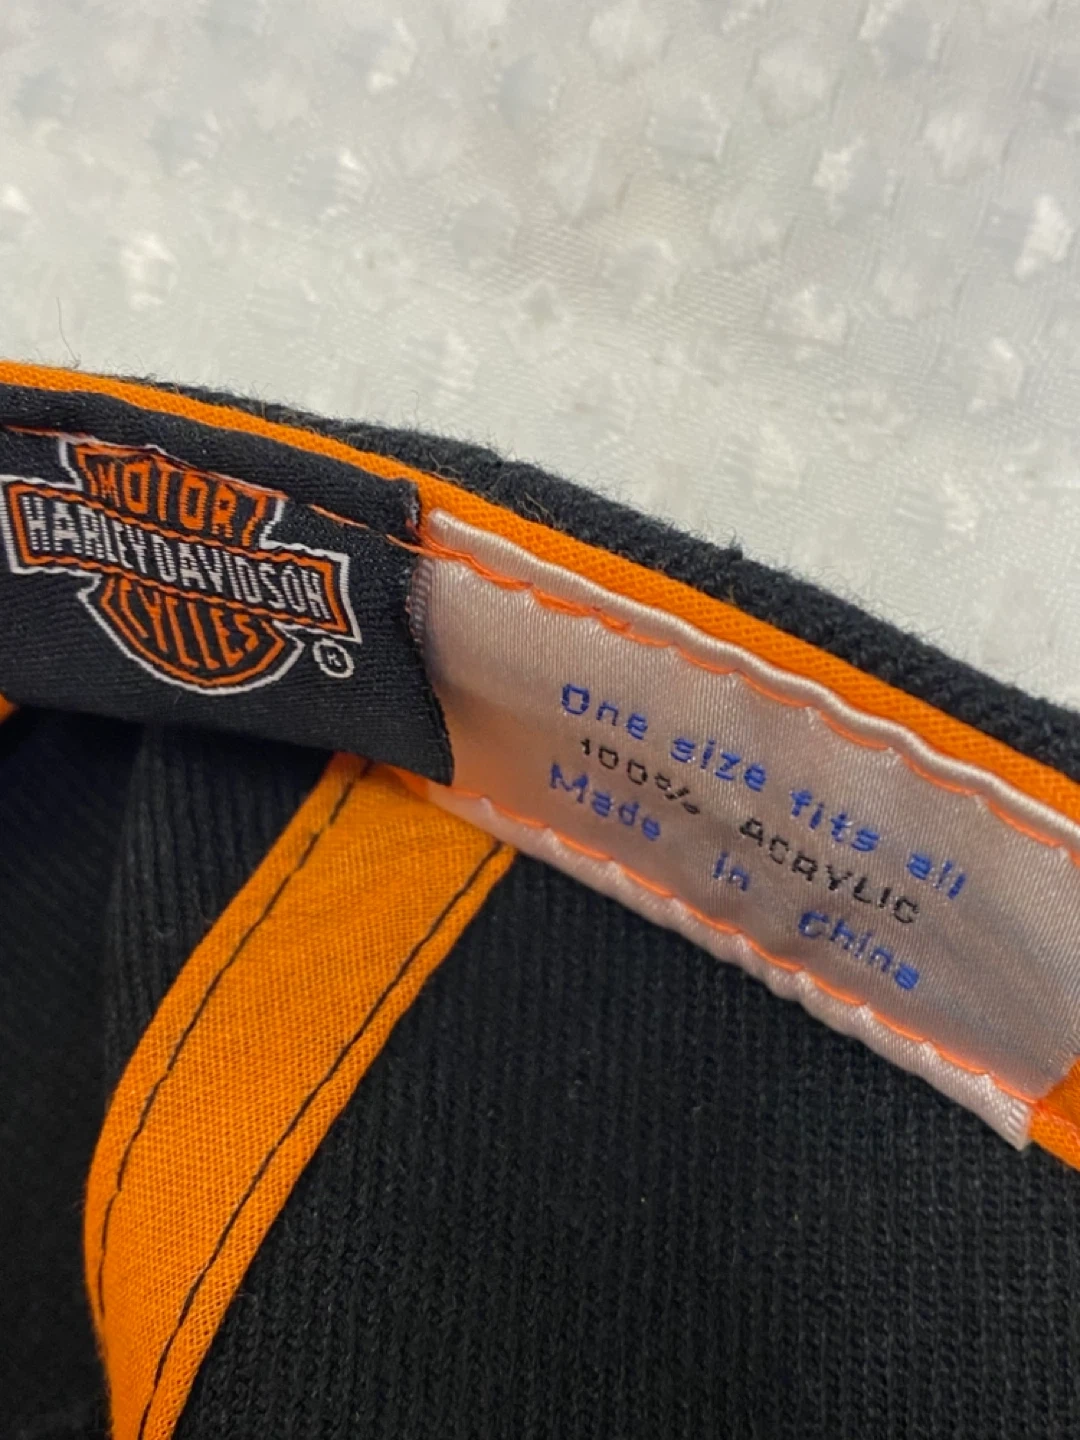 MOTOR
HARLEY-DAVIDSON
CYCLES
®
One size fits all
100% ACRYLIC
Made in China